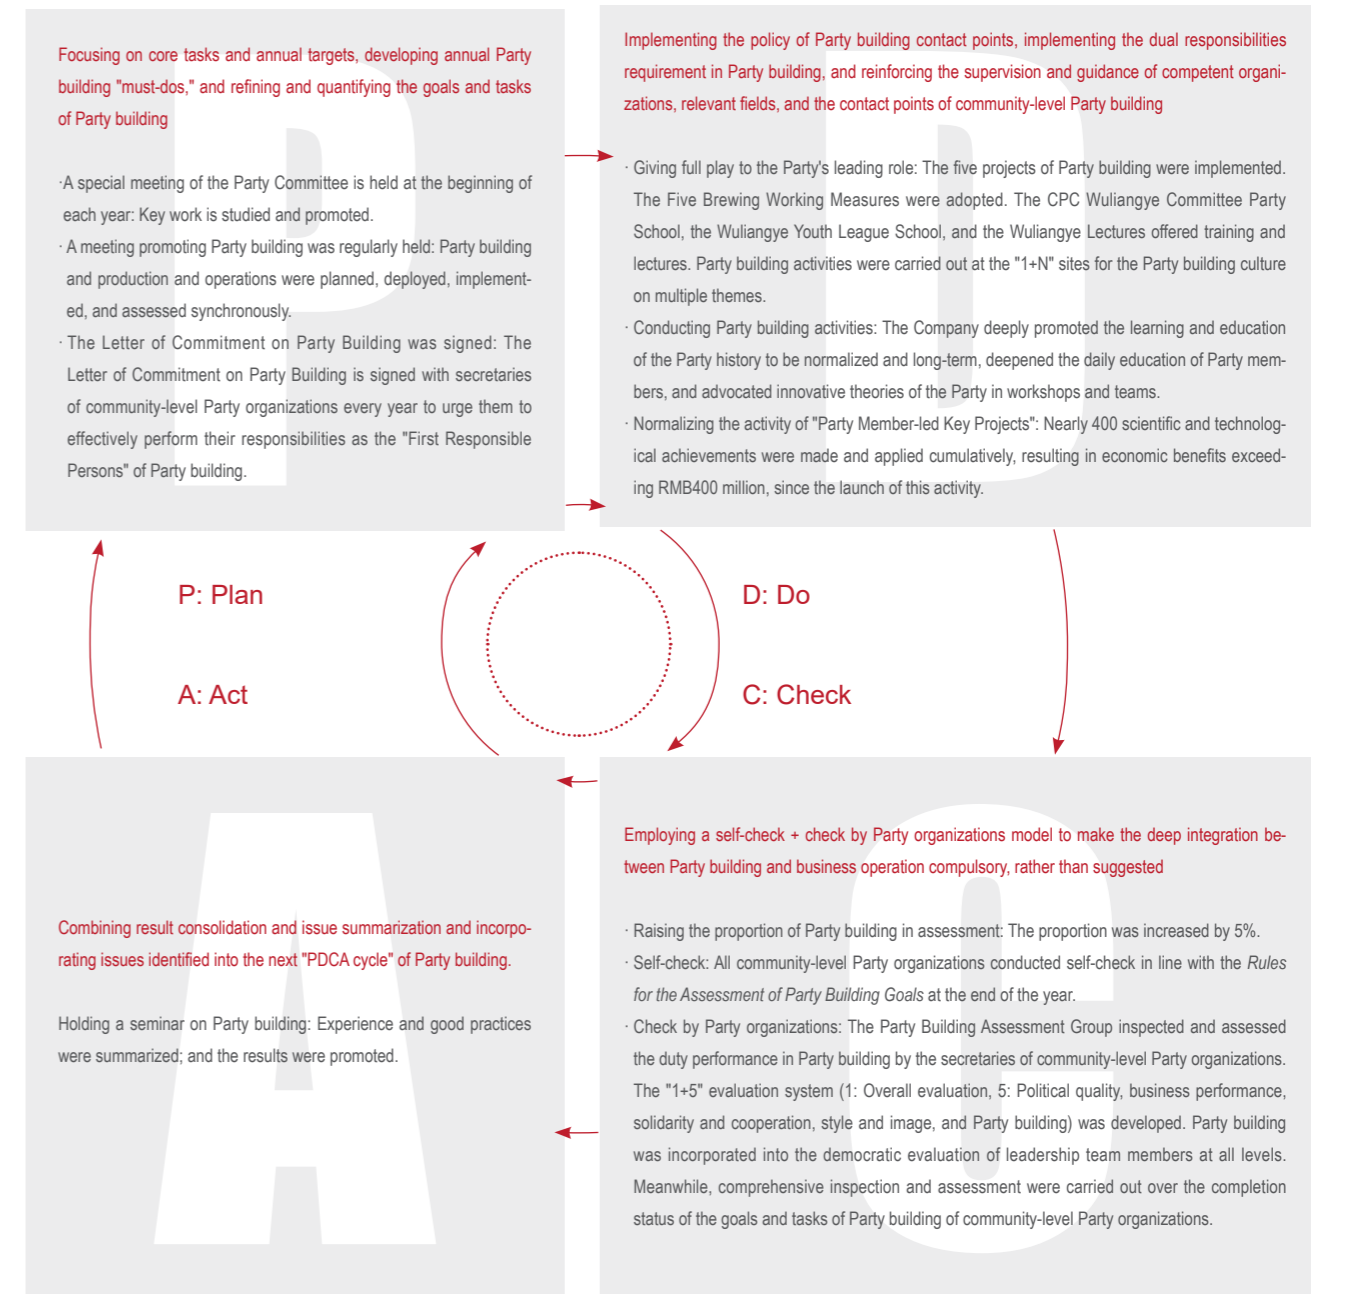 Focusing on core tasks and annual targets, developing annual Party
building "must-dos," and refining and quantifying the goals and tasks
of Party building
·A special meeting of the Party Committee is held at the beginning of
each year: Key work is studied and promoted.
· A meeting promoting Party building was regularly held: Party building
and production and operations were planned, deployed, implement-
ed, and assessed synchronously.
· The Letter of Commitment on Party Building was signed: The
Letter of Commitment on Party Building is signed with secretaries
of community-level Party organizations every year to urge them to
effectively perform their responsibilities as the "First Responsible
Persons" of Party building.
P
Implementing the policy of Party building contact points, implementing the dual responsibilities
requirement in Party building, and reinforcing the supervision and guidance of competent organi-
zations, relevant fields, and the contact points of community-level Party building
· Giving full play to the Party's leading role: The five projects of Party building were implemented.
The Five Brewing Working Measures were adopted. The CPC Wuliangye Committee Party
School, the Wuliangye Youth League School, and the Wuliangye Lectures offered training and
lectures. Party building activities were carried out at the "1+N" sites for the Party building culture
on multiple themes.
· Conducting Party building activities: The Company deeply promoted the learning and education
of the Party history to be normalized and long-term, deepened the daily education of Party mem-
bers, and advocated innovative theories of the Party in workshops and teams.
· Normalizing the activity of "Party Member-led Key Projects": Nearly 400 scientific and technolog-
ical achievements were made and applied cumulatively, resulting in economic benefits exceed-
ing RMB400 million, since the launch of this activity.
D
P: Plan
D: Do
A: Act
C: Check
Combining result consolidation and issue summarization and incorpo-
rating issues identified into the next "PDCA cycle" of Party building.
Holding a seminar on Party building: Experience and good practices
were summarized; and the results were promoted.
A
Employing a self-check + check by Party organizations model to make the deep integration be-
tween Party building and business operation compulsory, rather than suggested
· Raising the proportion of Party building in assessment: The proportion was increased by 5%.
· Self-check: All community-level Party organizations conducted self-check in line with the Rules
for the Assessment of Party Building Goals at the end of the year.
· Check by Party organizations: The Party Building Assessment Group inspected and assessed
the duty performance in Party building by the secretaries of community-level Party organizations.
The "1+5" evaluation system (1: Overall evaluation, 5: Political quality, business performance,
solidarity and cooperation, style and image, and Party building) was developed. Party building
was incorporated into the democratic evaluation of leadership team members at all levels.
Meanwhile, comprehensive inspection and assessment were carried out over the completion
status of the goals and tasks of Party building of community-level Party organizations.
C